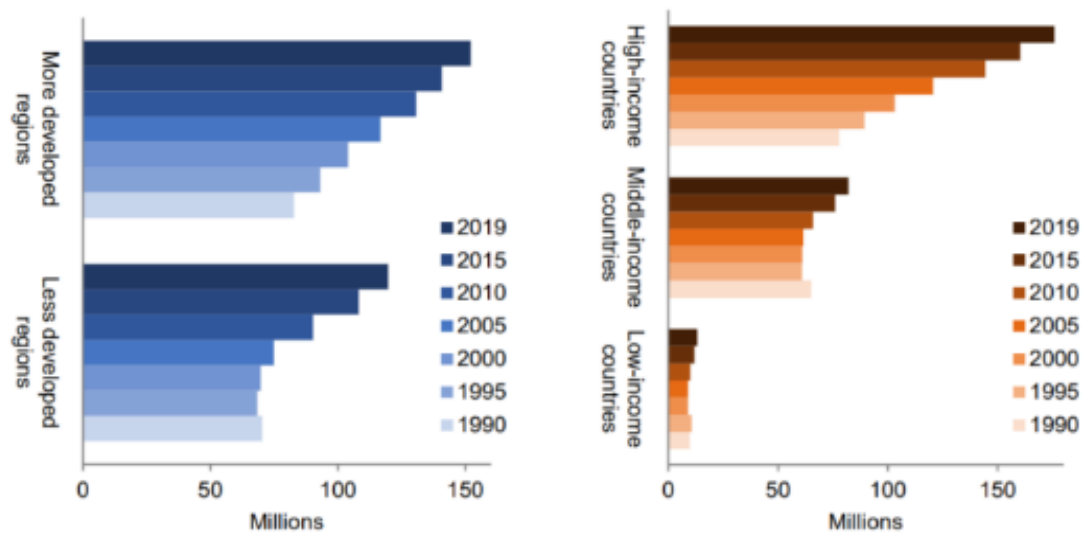 More developed
regions
Less developed
regions
2019
2015
2010
2005
2000
1995
1990
0 50 100 150
Millions
High-income
countries
Middle-income
countries
Low-income
countries
2019
2015
2010
2005
2000
1995
1990
0 50 100 150
Millions